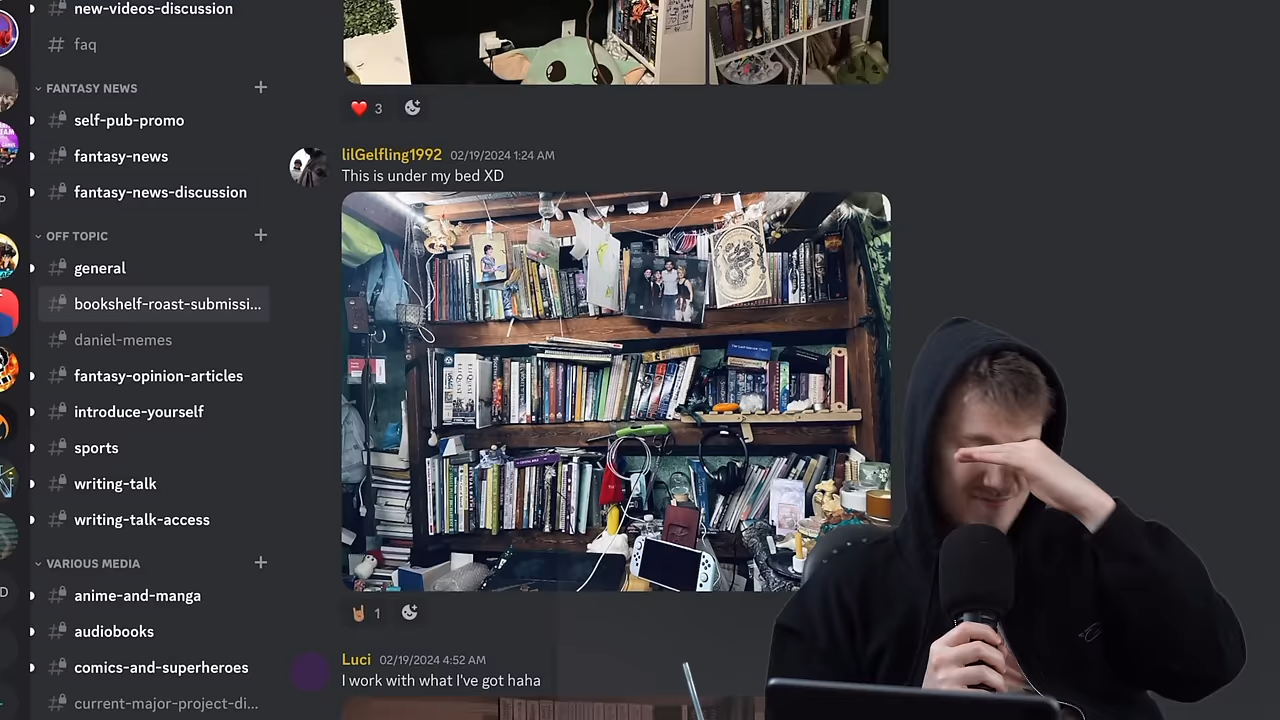 new-videos-discussion
faq
FANTASY NEWS
self-pub-promo
fantasy-news
fantasy-news-discussion
OFF TOPIC
general
bookshelf-roast-submissi...
daniel-memes
fantasy-opinion-articles
introduce-yourself
sports
writing-talk
writing-talk-access
VARIOUS MEDIA
anime-and-manga
audiobooks
comics-and-superheroes
current-major-project-di...
3
lilGelfling1992 02/19/2024 1:24 AM
This is under my bed XD
1
Luci 02/19/2024 4:52 AM
I work with what I've got haha